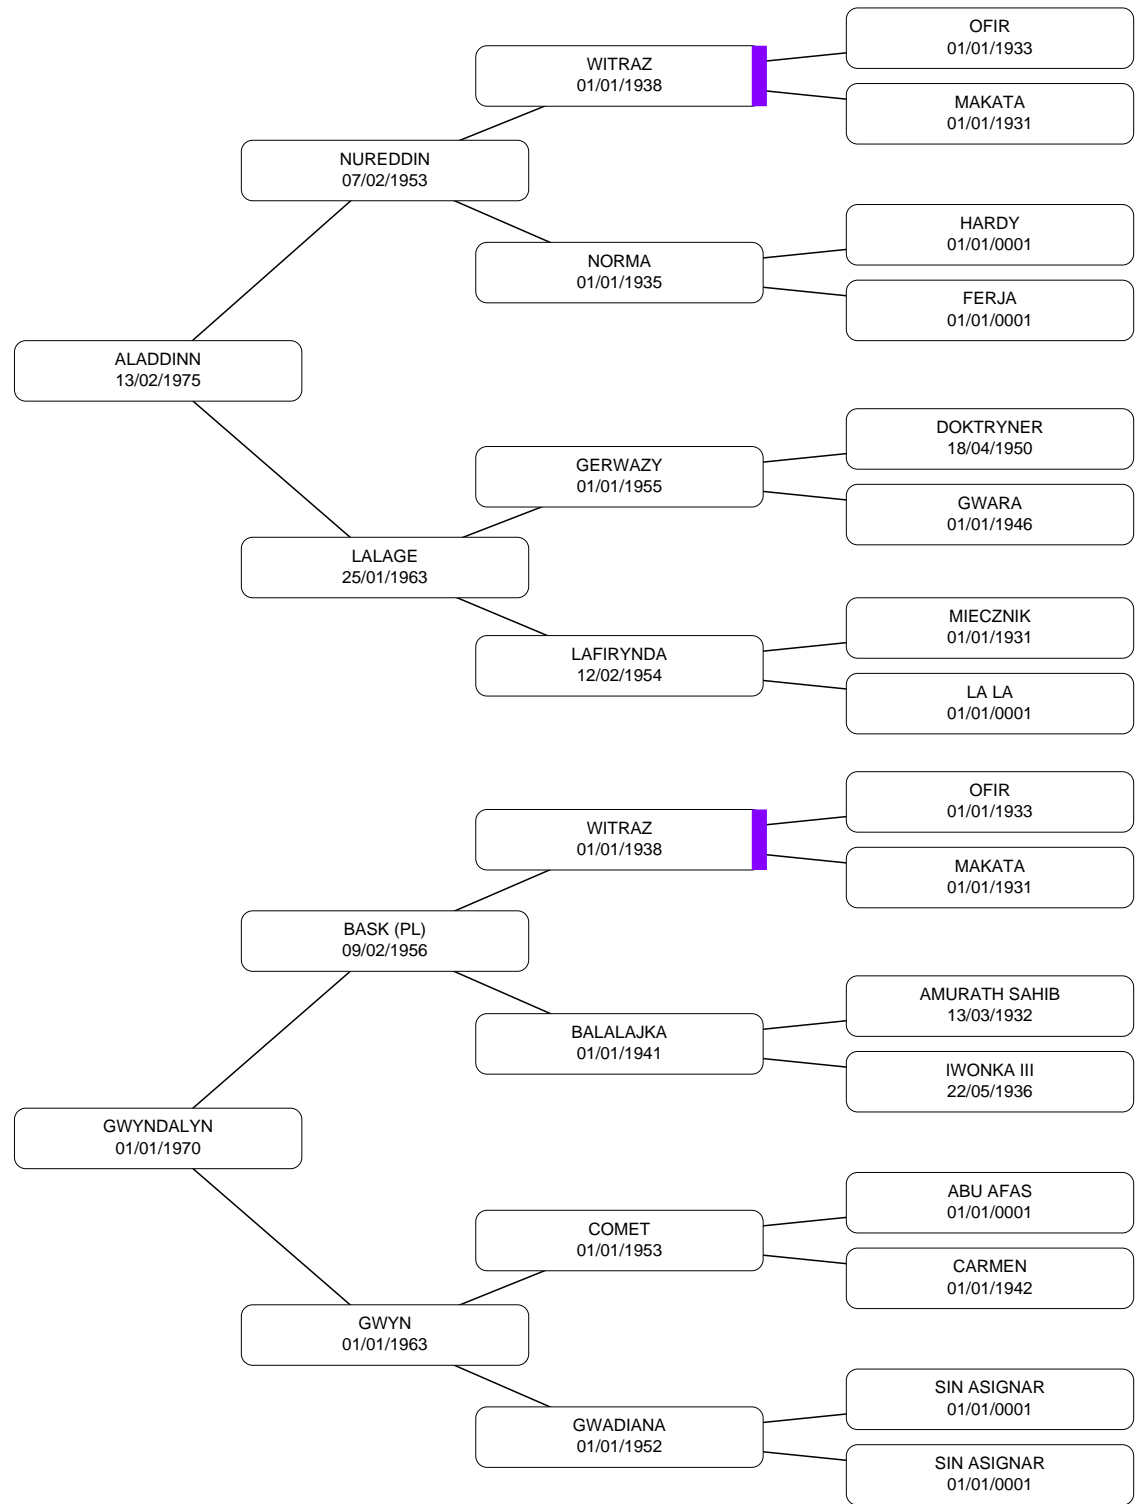 OFIR
01/01/1933
WITRAZ
01/01/1938
MAKATA
01/01/1931
NUREDDIN
07/02/1953
HARDY
01/01/0001
NORMA
01/01/1935
FERJA
01/01/0001
ALADDINN
13/02/1975
DOKTRYNER
18/04/1950
GERWAZY
01/01/1955
GWARA
01/01/1946
LALAGE
25/01/1963
MIECZNIK
01/01/1931
LAFIRYNDA
12/02/1954
LA LA
01/01/0001
OFIR
01/01/1933
WITRAZ
01/01/1938
MAKATA
01/01/1931
BASK (PL)
09/02/1956
AMURATH SAHIB
13/03/1932
BALALAJKA
01/01/1941
IWONKA III
22/05/1936
GWYNDALYN
01/01/1970
ABU AFAS
01/01/0001
COMET
01/01/1953
CARMEN
01/01/1942
GWYN
01/01/1963
SIN ASIGNAR
01/01/0001
GWADIANA
01/01/1952
SIN ASIGNAR
01/01/0001